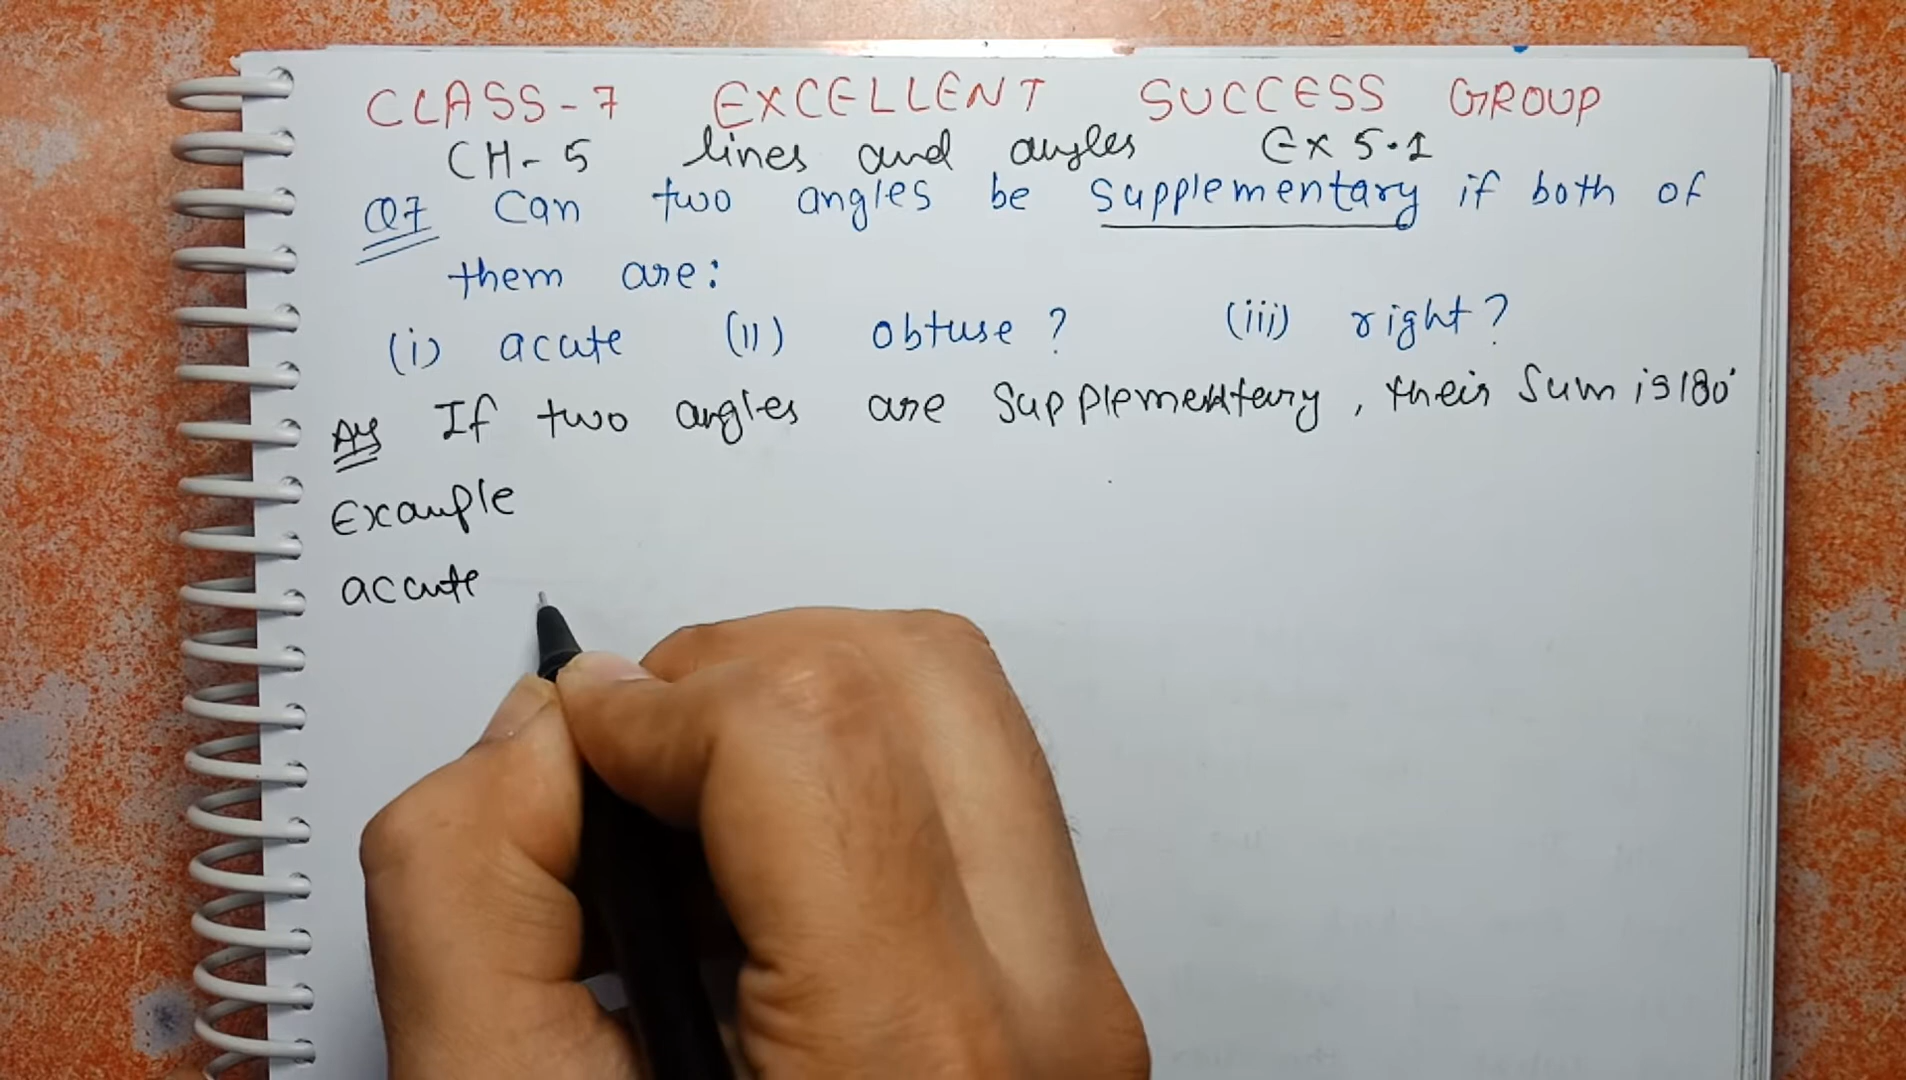 CLASS-7 EXCELLENT SUCCESS GROUP
CH-5 lines and angles Ex 5.1
Q7 Can two angles be supplementary if both of
them are:
(i) acute (ii) obtuse? (iii) right?
Ans If two angles are Supplementary, their Sum is 180°
Example
accute